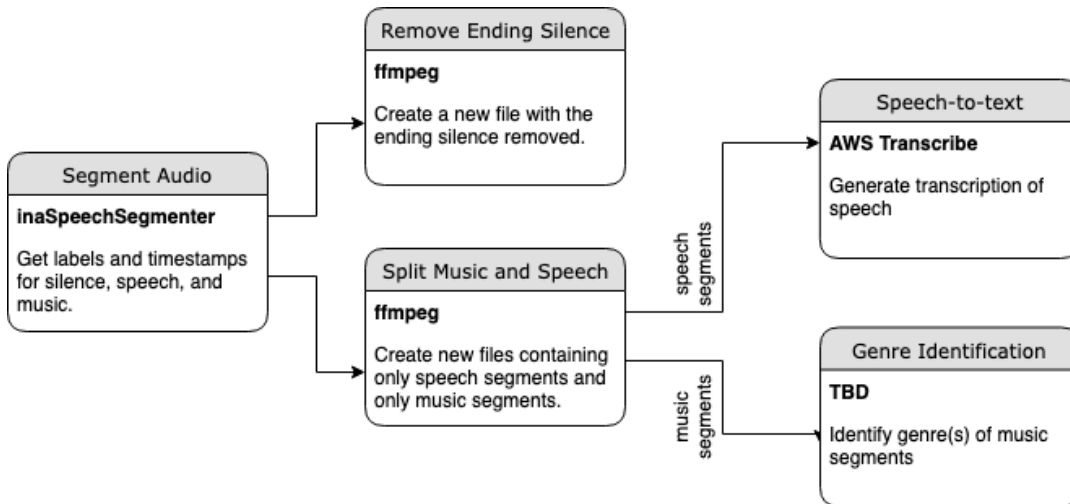 Segment Audio
inaSpeechSegmenter
Get labels and timestamps
for silence, speech, and
music.
Remove Ending Silence
ffmpeg
Create a new file with the
ending silence removed.
Split Music and Speech
ffmpeg
Create new files containing
only speech segments and
only music segments.
speech
segments
music
segments
Speech-to-text
AWS Transcribe
Generate transcription of
speech
Genre Identification
TBD
Identify genre(s) of music
segments